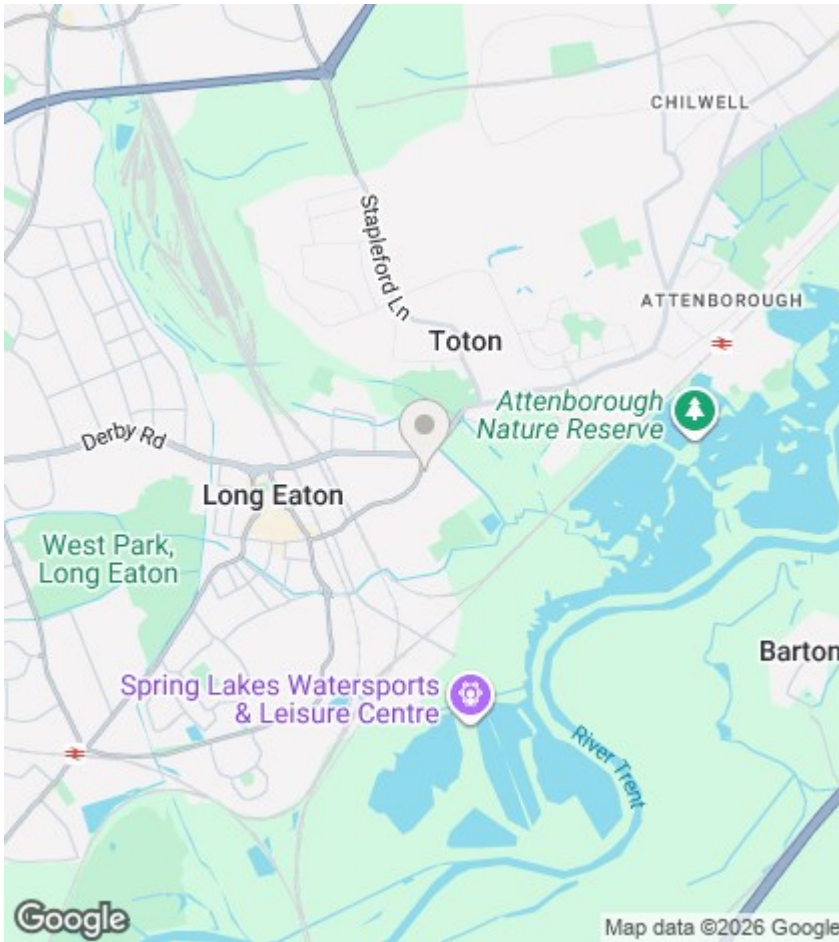 CHILWELL
Stapleford Ln
ATTENBOROUGH
Toton
Attenborough
Nature Reserve
Derby Rd
Long Eaton
West Park,
Long Eaton
Barton
Spring Lakes Watersports
& Leisure Centre
River Trent
Google
Map data ©2026 Google